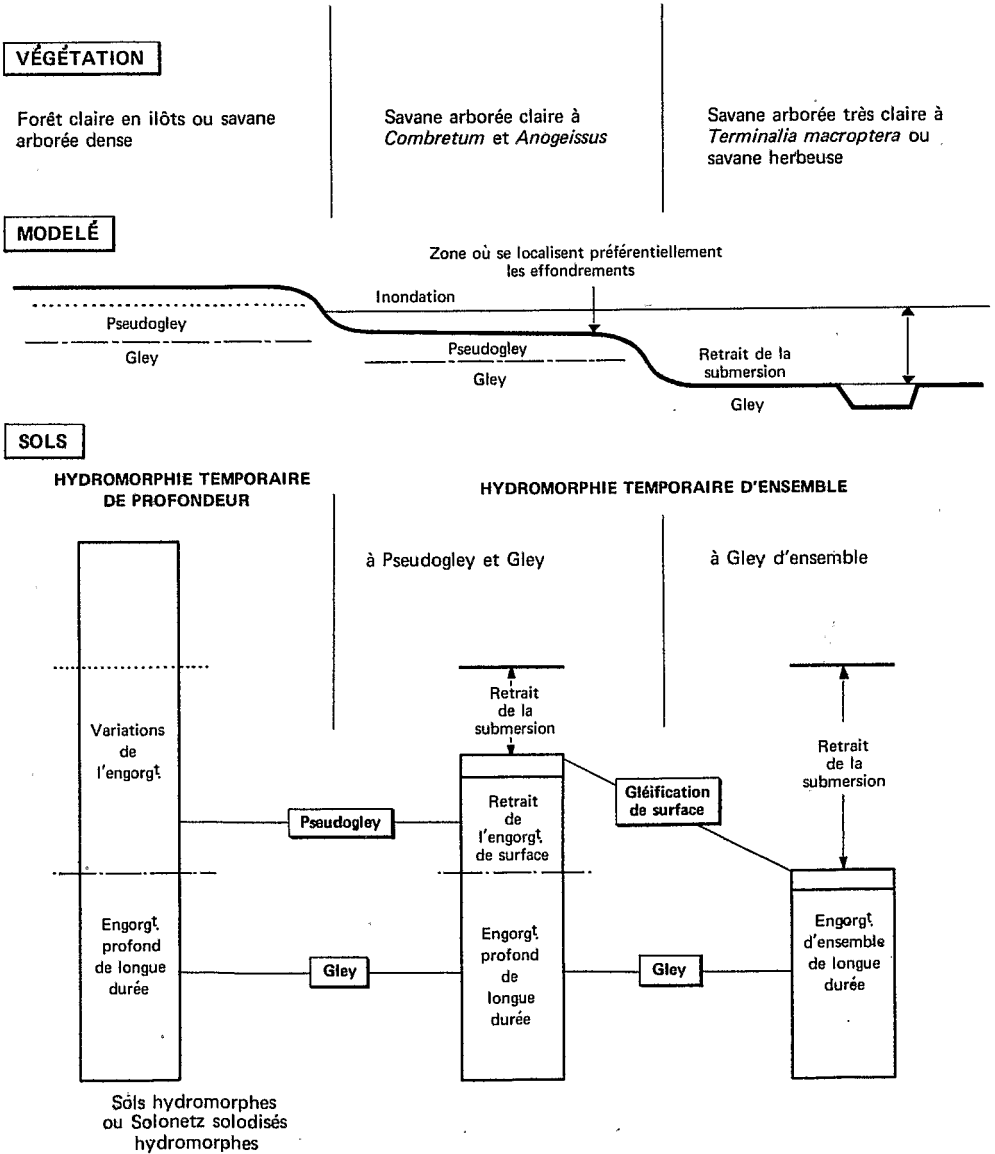 VÉGÉTATION
Forêt claire en ilôts ou savane
arborée dense
Savane arborée claire à
Combretum et Anogeissus
Savane arborée très claire à
Terminalia macroptera ou
savane herbeuse
MODELÉ
Zone où se localisent préférentiellement
les effondrements
Inondation
Pseudogley
Gley
Pseudogley
Gley
Retrait de la
submersion
Gley
SOLS
HYDROMORPHIE TEMPORAIRE
DE PROFONDEUR
HYDROMORPHIE TEMPORAIRE D'ENSEMBLE
à Pseudogley et Gley
à Gley d'ensemble
Variations
de
l'engorgt.
Engorgt.
profond
de longue
durée
Pseudogley
Gley
Retrait
de la
submersion
Retrait
de
l'engorgt.
de surface
Engorgt.
profond
de
longue
durée
Gléification
de surface
Gley
Retrait
de la
submersion
Engorgt.
d'ensemble
de longue
durée
Sols hydromorphes
ou Solonetz solodisés
hydromorphes